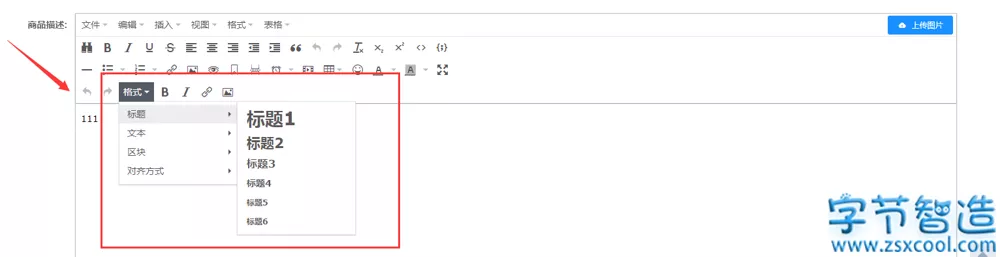 商品描述:
文件 编辑 插入 视图 格式 表格
上传图片
格式
111
标题
文本
区块
对齐方式
标题1
标题2
标题3
标题4
标题5
标题6
字节智造
www.zsxcool.com